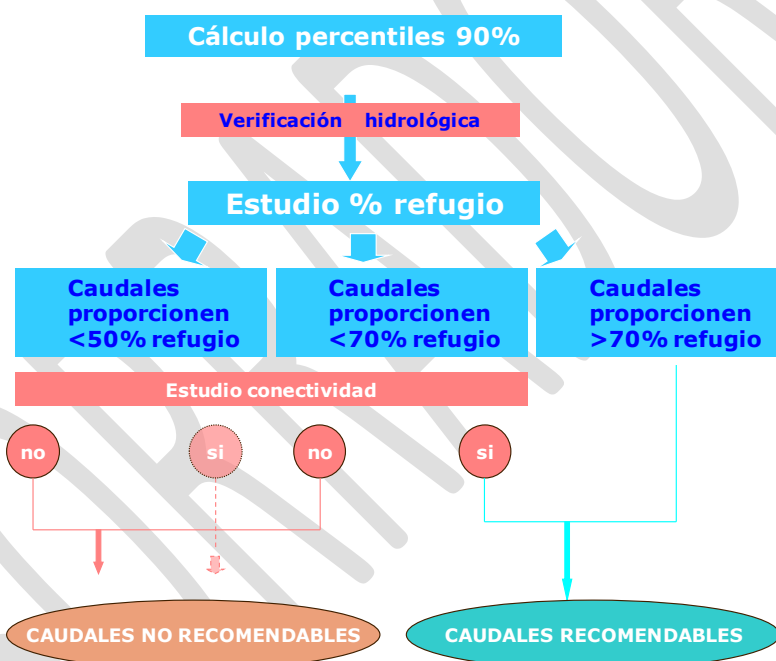 Cálculo percentiles 90%
Verificación hidrológica
Estudio % refugio
Caudales
proporcionen
<50% refugio
Caudales
proporcionen
<70% refugio
Caudales
proporcionen
>70% refugio
Estudio conectividad
no
si
no
si
CAUDALES NO RECOMENDABLES
CAUDALES RECOMENDABLES